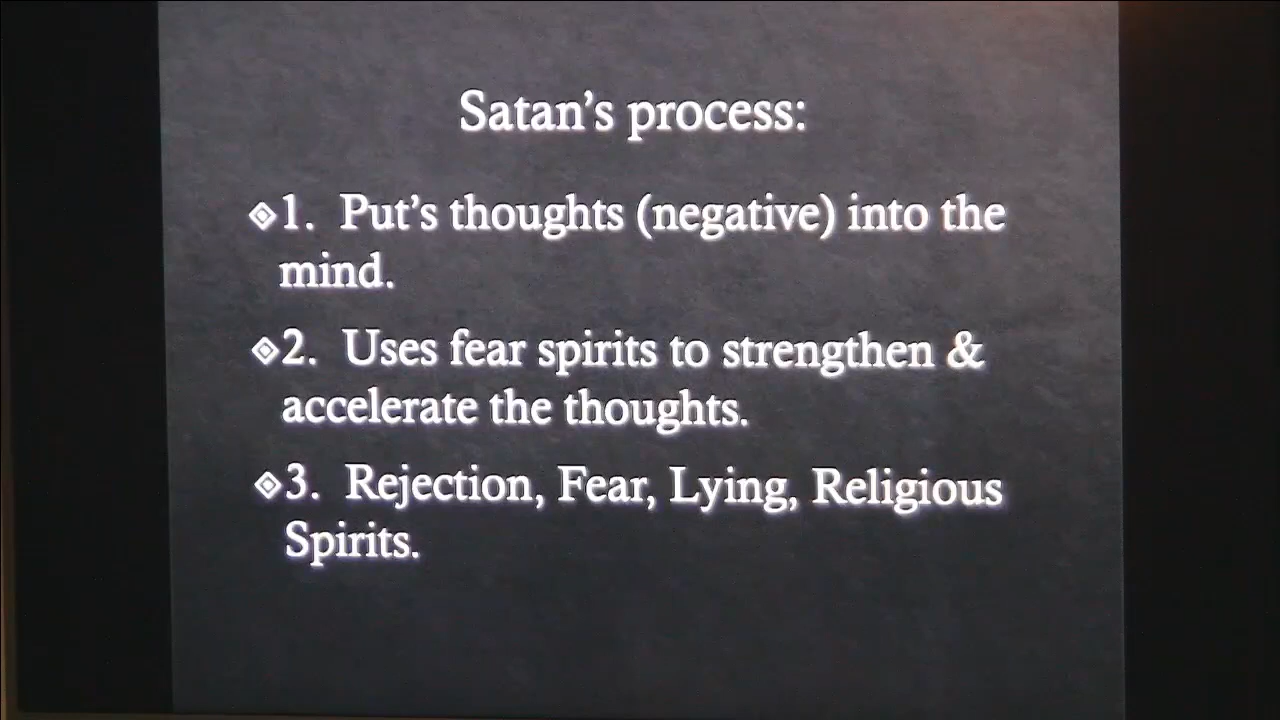 Satan's process:
1. Put's thoughts (negative) into the
mind.
2. Uses fear spirits to strengthen &
accelerate the thoughts.
3. Rejection, Fear, Lying, Religious
Spirits.